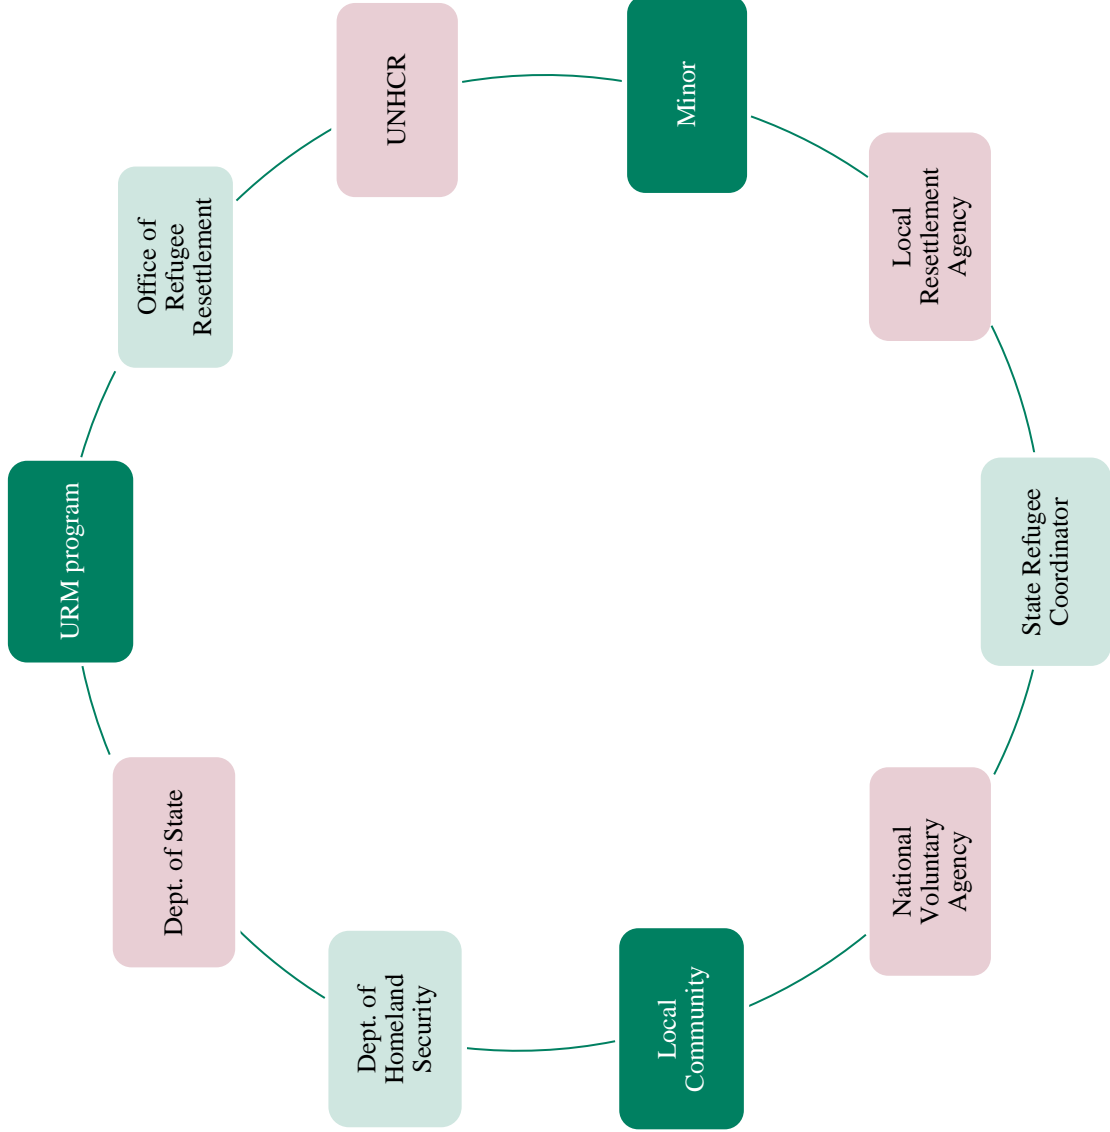 Minor
Local
Resettlement
Agency
State Refugee
Coordinator
National
Voluntary
Agency
Local
Community
Dept. of
Homeland
Security
Dept. of State
URM program
Office of
Refugee
Resettlement
UNHCR